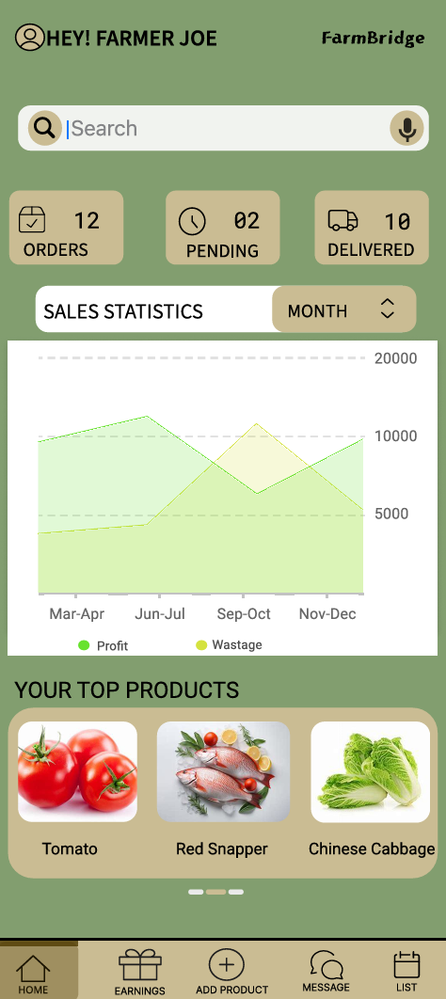 HEY! FARMER JOE
FarmBridge
Search
12
ORDERS
02
PENDING
10
DELIVERED
SALES STATISTICS
MONTH
20000
10000
5000
Mar-Apr Jun-Jul Sep-Oct Nov-Dec
Profit Wastage
YOUR TOP PRODUCTS
Tomato Red Snapper Chinese Cabbage
HOME EARNINGS ADD PRODUCT MESSAGE LIST